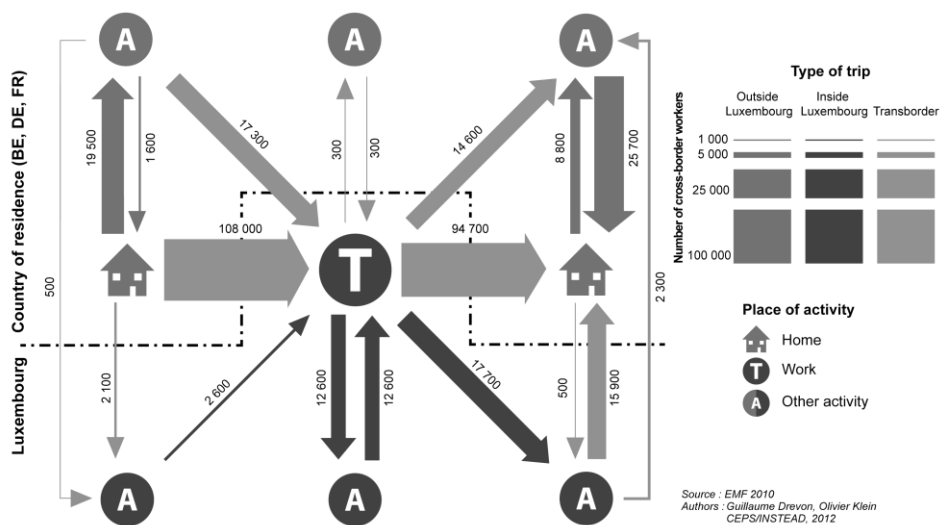 A
A
A
Country of residence (BE, DE, FR)
Luxembourg
19 500
1 600
17 300
300
300
14 600
8 800
25 700
108 000
T
94 700
500
2 300
2 100
2 600
12 600
12 600
17 700
500
15 900
A
A
A
Type of trip
Outside Luxembourg
Inside Luxembourg
Transborder
Number of cross-border workers
1 000
5 000
25 000
100 000
Place of activity
Home
T Work
A Other activity
Source : EMF 2010
Authors : Guillaume Drevon, Olivier Klein
CEPS/INSTEAD, 2012